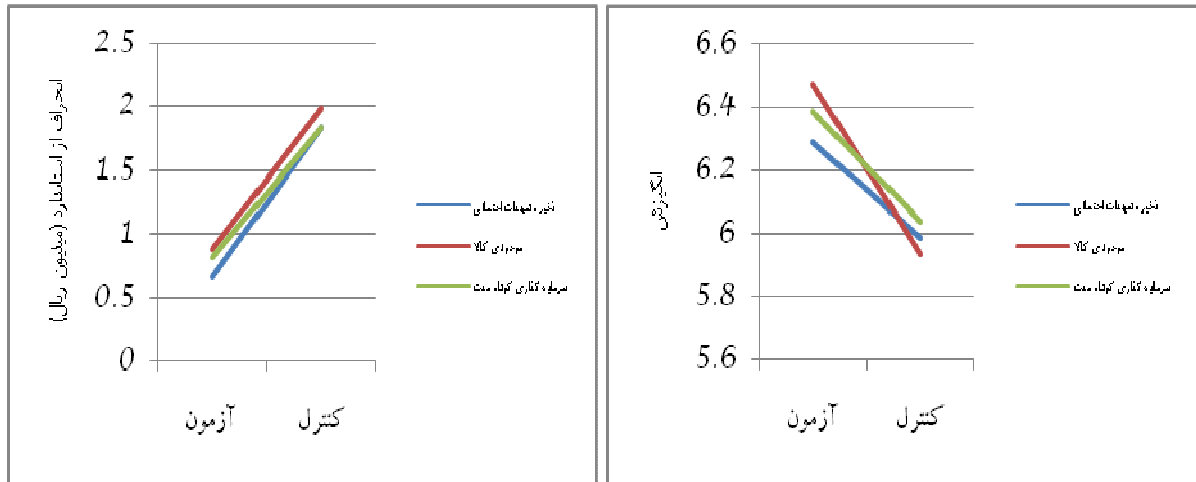 انحراف از استاندارد (میلیون ریال)
2.5
2
1.5
1
0.5
0
آزمون
کنترل
ذخیره تعهدات احتمالی
موجودی کالا
سرمایه گذاری کوتاه مدت
انگیزش
6.6
6.4
6.2
6
5.8
5.6
آزمون
کنترل
ذخیره تعهدات احتمالی
موجودی کالا
سرمایه گذاری کوتاه مدت